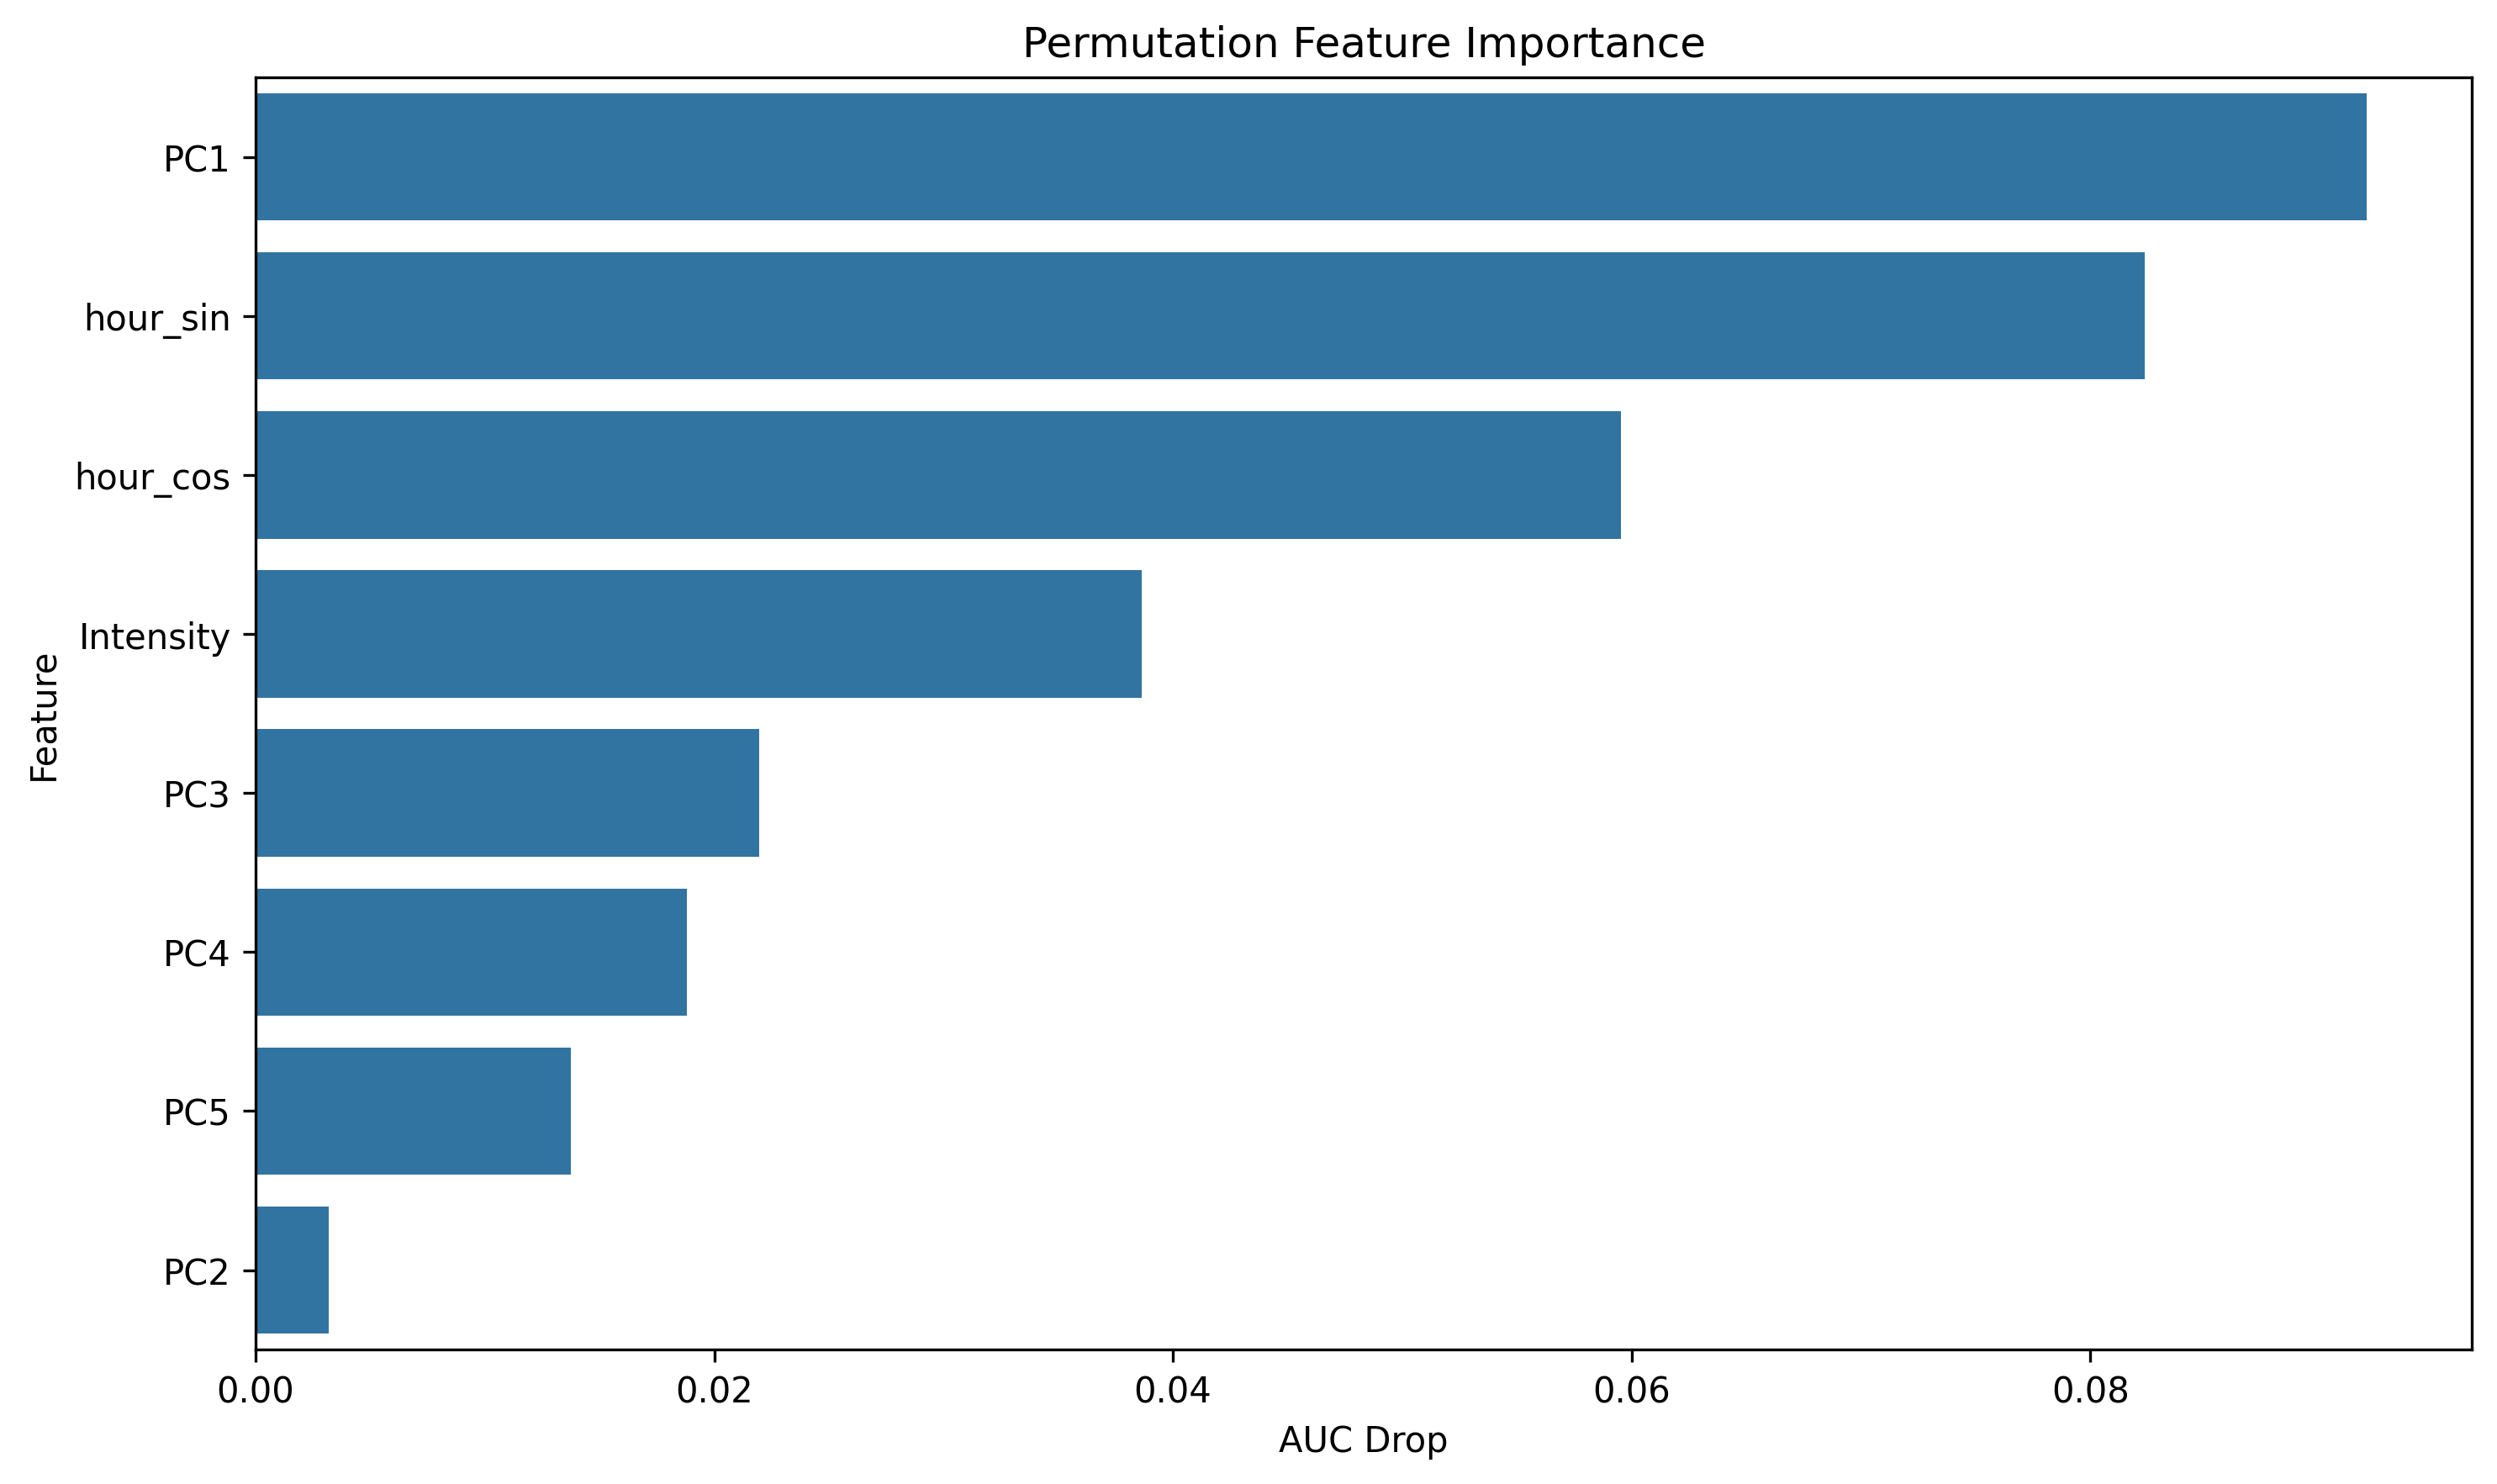 Permutation Feature Importance
PC1
hour_sin
hour_cos
Intensity
PC3
PC4
PC5
PC2
Feature
0.00 0.02 0.04 0.06 0.08
AUC Drop